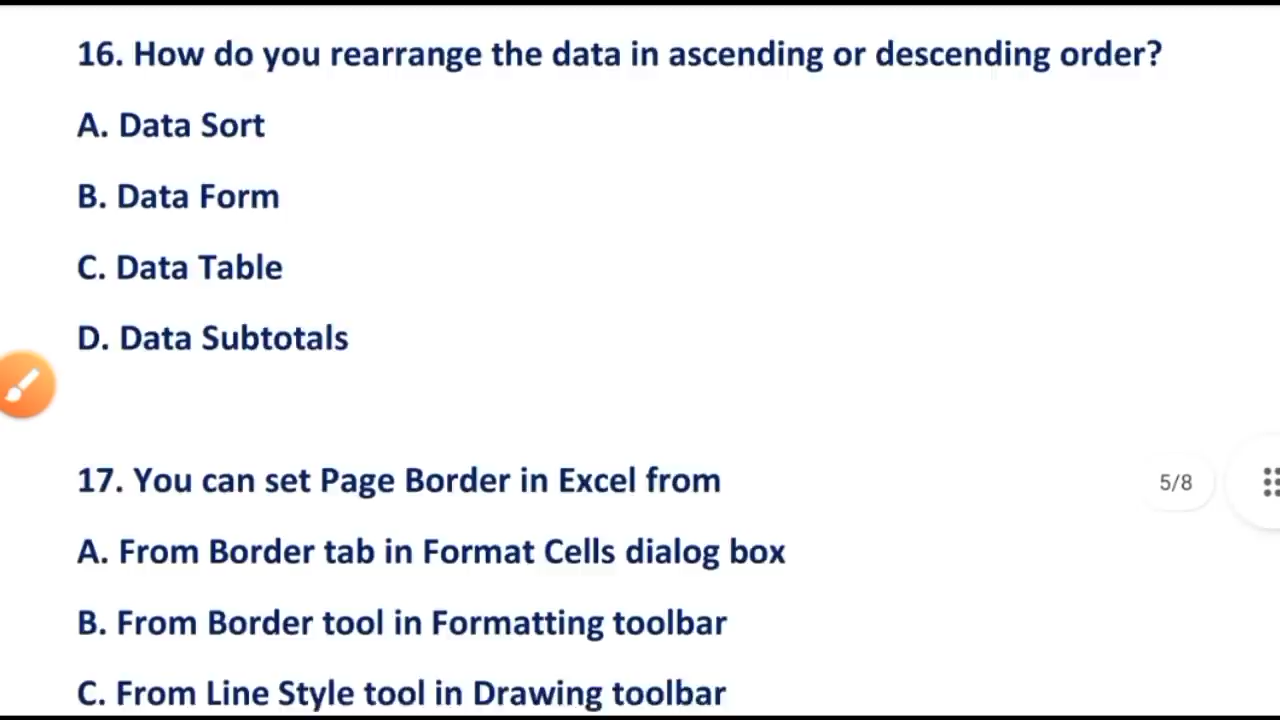 16. How do you rearrange the data in ascending or descending order?
A. Data Sort
B. Data Form
C. Data Table
D. Data Subtotals
17. You can set Page Border in Excel from
5/8
A. From Border tab in Format Cells dialog box
B. From Border tool in Formatting toolbar
C. From Line Style tool in Drawing toolbar